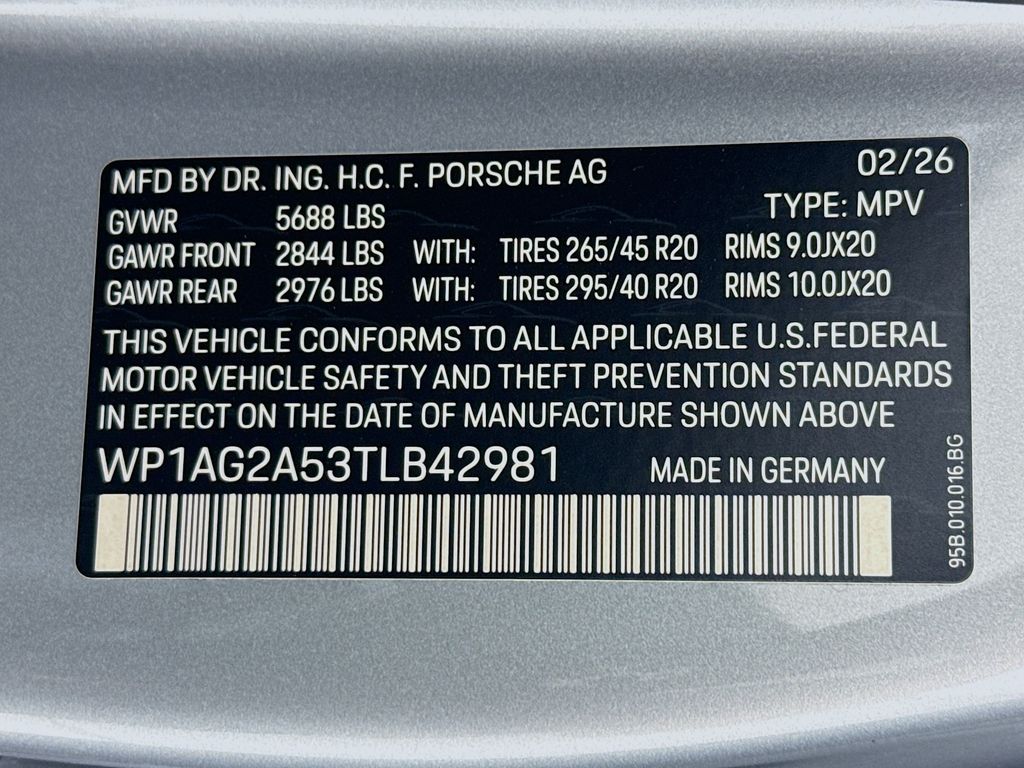 MFD BY DR. ING. H.C. F. PORSCHE AG 02/26
GVWR 5688 LBS TYPE: MPV
GAWR FRONT 2844 LBS WITH: TIRES 265/45 R20 RIMS 9.0JX20
GAWR REAR 2976 LBS WITH: TIRES 295/40 R20 RIMS 10.0JX20
THIS VEHICLE CONFORMS TO ALL APPLICABLE U.S.FEDERAL
MOTOR VEHICLE SAFETY AND THEFT PREVENTION STANDARDS
IN EFFECT ON THE DATE OF MANUFACTURE SHOWN ABOVE
WP1AG2A53TLB42981 MADE IN GERMANY
95B.010.016.BG